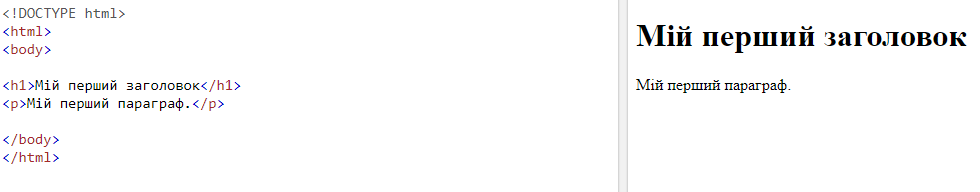 <!DOCTYPE html>
<html>
<body>
<h1>Мій перший заголовок</h1>
<p>Мій перший параграф.</p>
</body>
</html>
Мій перший заголовок
Мій перший параграф.